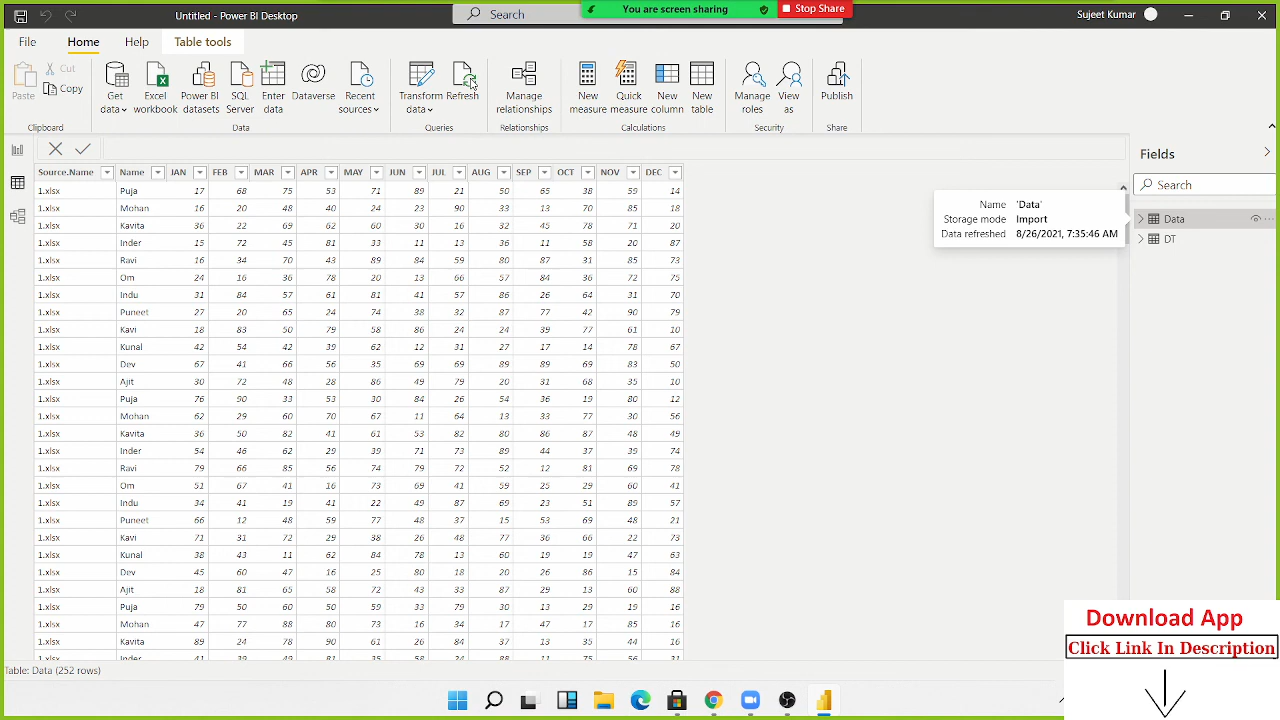 Untitled - Power BI Desktop
Search
You are screen sharing
Stop Share
Sujeet Kumar
File
Home
Help
Table tools
Paste
Cut
Copy
Get data
Excel workbook
Power BI datasets
SQL Server
Enter data
Dataverse
Recent sources
Transform data
Refresh
Manage relationships
New measure
Quick measure
New column
New table
Manage roles
View as
Publish
Clipboard
Data
Queries
Relationships
Calculations
Security
Share
Source.Name Name JAN FEB MAR APR MAY JUN JUL AUG SEP OCT NOV DEC
1.xlsx Puja 17 68 75 53 71 89 21 50 65 38 59 14
1.xlsx Mohan 16 20 48 40 24 23 90 33 13 70 85 18
1.xlsx Kavita 36 22 69 62 60 30 16 32 45 78 71 20
1.xlsx Inder 15 72 45 81 33 11 13 36 11 58 20 87
1.xlsx Ravi 16 34 70 43 89 84 59 80 87 31 85 73
1.xlsx Om 24 16 36 78 20 13 66 57 84 36 72 75
1.xlsx Indu 31 84 57 61 81 41 57 86 26 64 31 70
1.xlsx Puneet 27 20 65 24 74 38 32 87 77 42 90 79
1.xlsx Kavi 18 83 50 79 58 86 24 24 39 77 61 10
1.xlsx Kunal 42 54 42 39 62 12 31 27 17 14 78 67
1.xlsx Dev 67 41 66 56 35 69 69 89 89 69 83 50
1.xlsx Ajit 30 72 48 28 86 49 79 20 31 68 35 10
1.xlsx Puja 76 90 33 53 30 84 26 54 36 19 80 12
1.xlsx Mohan 62 29 60 70 67 11 64 13 33 77 30 56
1.xlsx Kavita 36 50 82 41 61 53 82 80 86 87 48 49
1.xlsx Inder 54 46 62 29 39 71 73 89 44 37 39 74
1.xlsx Ravi 79 66 85 56 74 79 72 52 12 81 69 78
1.xlsx Om 51 67 41 16 73 69 41 59 25 29 60 41
1.xlsx Indu 34 41 19 41 22 49 87 69 23 51 89 57
1.xlsx Puneet 66 12 48 59 77 48 37 15 53 69 48 21
1.xlsx Kavi 71 31 72 29 38 26 48 77 36 66 22 73
1.xlsx Kunal 38 43 11 62 84 78 13 60 19 19 47 63
1.xlsx Dev 45 60 47 16 25 80 18 20 26 86 15 84
1.xlsx Ajit 18 81 65 58 72 43 33 87 29 13 60 88
1.xlsx Puja 79 50 60 50 59 33 79 30 13 29 19 16
1.xlsx Mohan 47 77 88 80 73 16 34 17 47 17 85 16
1.xlsx Kavita 89 24 78 90 61 26 84 37 13 35 44 16
1.xlsx Inder 41 39 49 81 35 58 24 88 11 75 56 31
Name 'Data'
Storage mode Import
Data refreshed 8/26/2021, 7:35:46 AM
Fields
Search
Data
DT
Table: Data (252 rows)
Download App
Click Link In Description